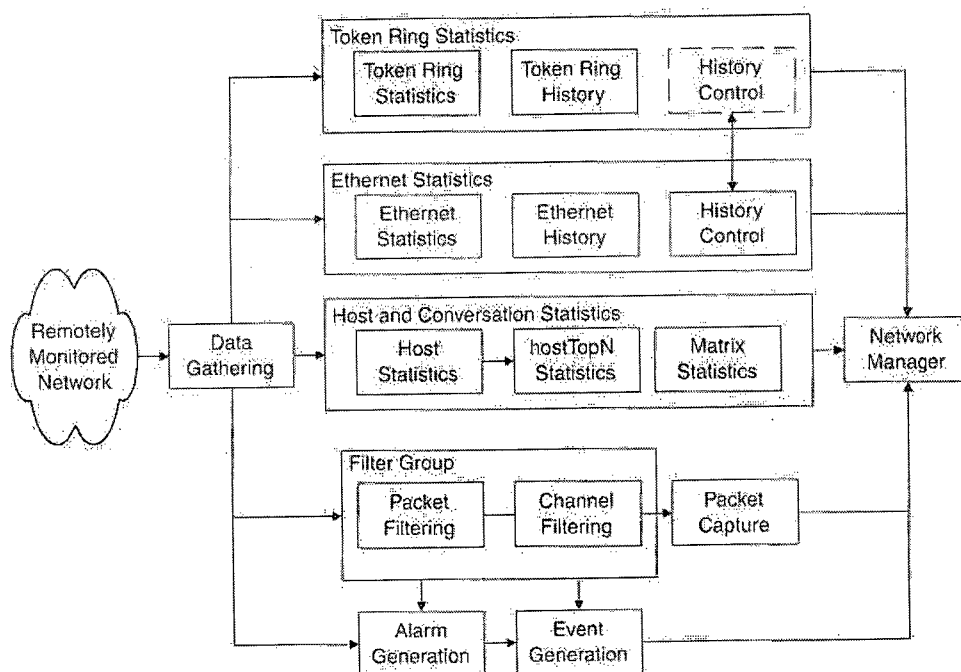 Token Ring Statistics
Token Ring
Statistics
Token Ring
History
History
Control
Ethernet Statistics
Ethernet
Statistics
Ethernet
History
History
Control
Remotely
Monitored
Network
Data
Gathering
Host and Conversation Statistics
Host
Statistics
hostTopN
Statistics
Matrix
Statistics
Network
Manager
Filter Group
Packet
Filtering
Channel
Filtering
Packet
Capture
Alarm
Generation
Event
Generation